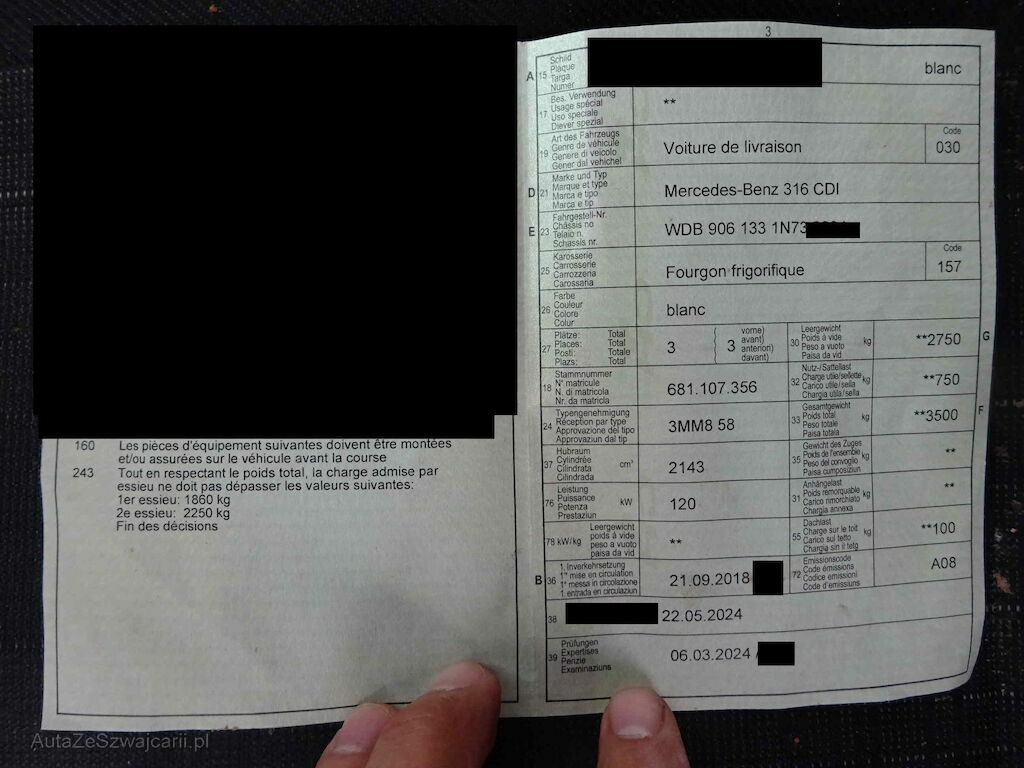 160 Les pièces d'équipement suivantes doivent être montées
et/ou assurées sur le véhicule avant la course
243 Tout en respectant le poids total, la charge admise par
essieu ne doit pas dépasser les valeurs suivantes:
1er essieu: 1860 kg
2e essieu: 2250 kg
Fin des décisions
3
A 15 Schild
Plaque
Targa
Numer
blanc
17 Bes. Verwendung
Usage spécial
Uso speciale
Diever spezial
**
19 Art des Fahrzeugs
Genre de véhicule
Genere di veicolo
Gener dal vehichel
Voiture de livraison
Code
030
D 21 Marke und Typ
Marque et type
Marca e tipo
Marca e tip
Mercedes-Benz 316 CDI
E 23 Fahrgestell-Nr.
Châssis no
Telaio n.
Schassis nr.
WDB 906 133 1N73
25 Karosserie
Carrosserie
Carrozzeria
Carossaria
Fourgon frigorifique
Code
157
26 Farbe
Couleur
Colore
Colur
blanc
27 Plätze: Total
Places: Total
Posti: Totale
Plazs: Total
3
3
vorne)
avant)
anterion)
davant)
30 Leergewicht
Poids à vide
Peso a vuoto
Paisa da vid
kg
**2750
G
18 Stammnummer
N° matricule
N. di matricola
Nr. da matricla
681.107.356
32 Nutz-/Sattellast
Charge utile/sellette
Carico utile/sella
Chargia utila/sella
kg
**750
24 Typengenehmigung
Réception par type
Approvazione del tipo
Approvaziun dal tip
3MM8 58
33 Gesamtgewicht
Poids total
Peso totale
Paisa totala
kg
**3500
F
37 Hubraum
Cylindrée
Cilindrata
Cilindrada
cm³
2143
35 Gewicht des Zuges
Poids de l'ensemble
Peso del convoglio
Paisa cumposiziun
kg
**
76 Leistung
Puissance
Potenza
Prestaziun
kW
120
31 Anhängelast
Poids remorquable
Carico rimorchiato
Chargia annexa
kg
**
78 kW/kg Leergewicht
poids à vide
peso a vuoto
paisa da vid
**
55 Dachlast
Charge sur le toit
Carico sul tetto
Chargia sin il tetg
kg
**100
B 36 1. Inverkehrsetzung
1re mise en circulation
1a messa in circolazione
1. entrada en circulaziun
21.09.2018
72 Emissionscode
Code émissions
Codice emissioni
Code d'emissiuns
A08
38
22.05.2024
39 Prüfungen
Expertises
Perizie
Examinaziuns
06.03.2024
AutaZeSzwajcarii.pl